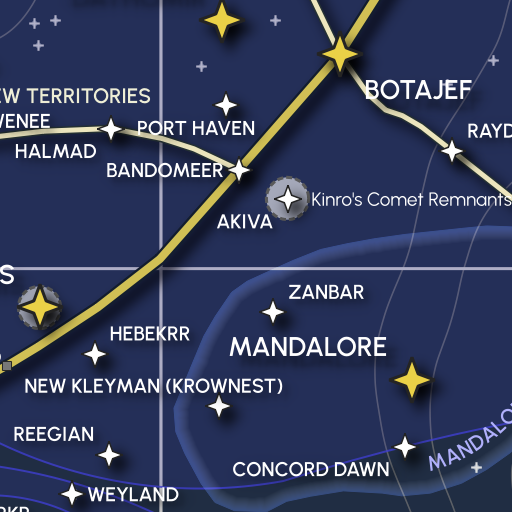 EW TERRITORIES
BOTAJEF
WENEE
PORT HAVEN
RAYD
HALMAD
BANDOMEER
Kinro's Comet Remnants
AKIVA
S
ZANBAR
HEBEKRR
MANDALORE
NEW KLEYMAN (KROWNEST)
REEGIAN
MANDALO
CONCORD DAWN
WEYLAND